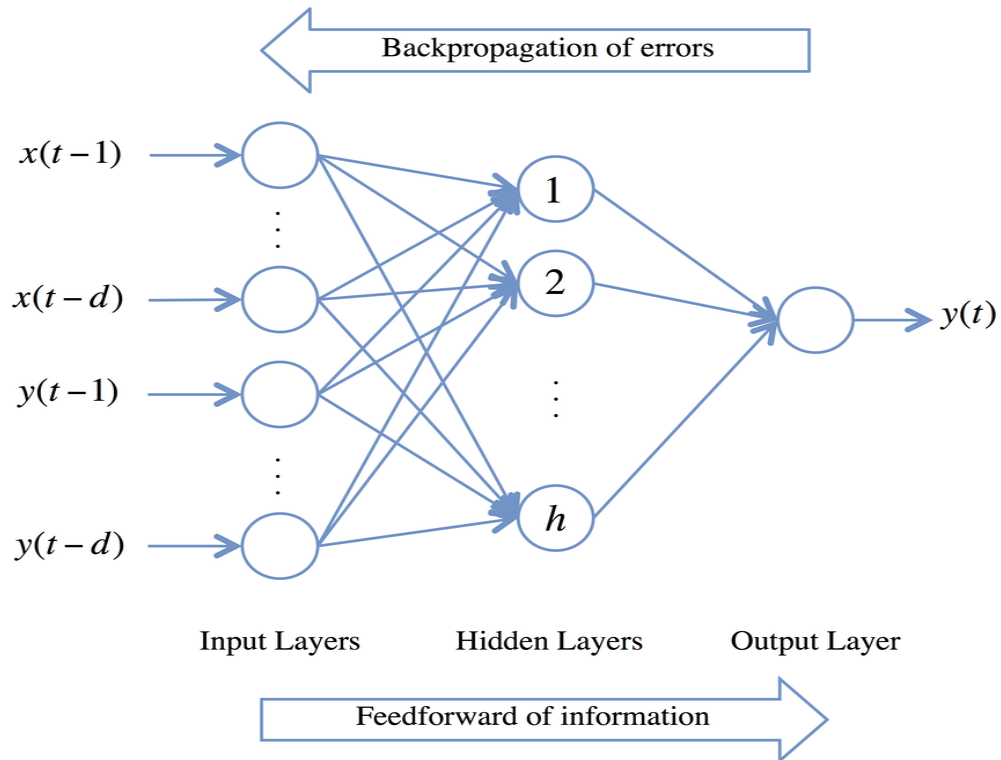 Backpropagation of errors
x(t−1)
⋮
x(t−d)
y(t−1)
⋮
y(t−d)
1
2
⋮
h
y(t)
Input Layers
Hidden Layers
Output Layer
Feedforward of information